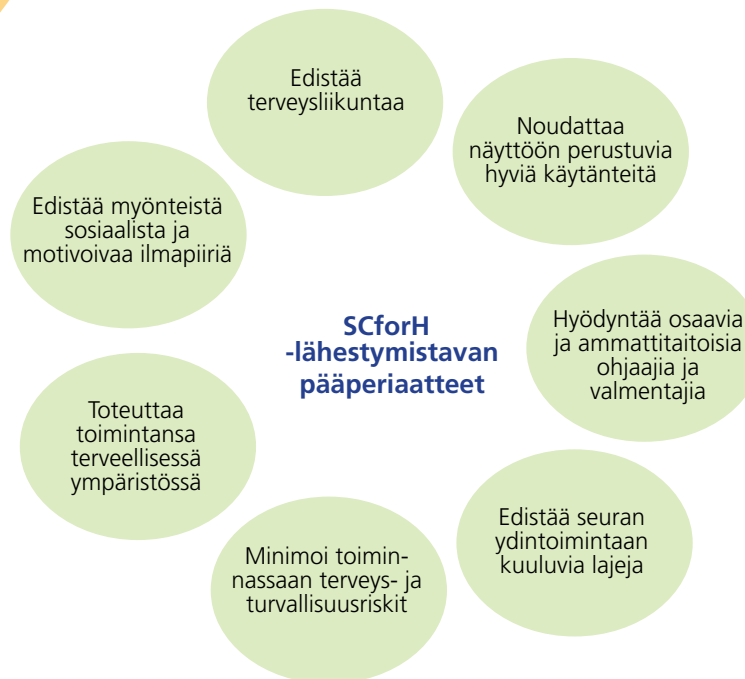 Edistää
terveysliikuntaa
Noudattaa
näyttöön perustuvia
hyviä käytänteitä
Hyödyntää osaavia
ja ammattitaitoisia
ohjaajia ja
valmentajia
Edistää seuran
ydintoimintaan
kuuluvia lajeja
Minimoi toimin-
nassaan terveys- ja
turvallisuusriskit
Toteuttaa
toimintansa
terveellisessä
ympäristössä
Edistää myönteistä
sosiaalista ja
motivoivaa ilmapiiriä
SCforH
-lähestymistavan
pääperiaatteet